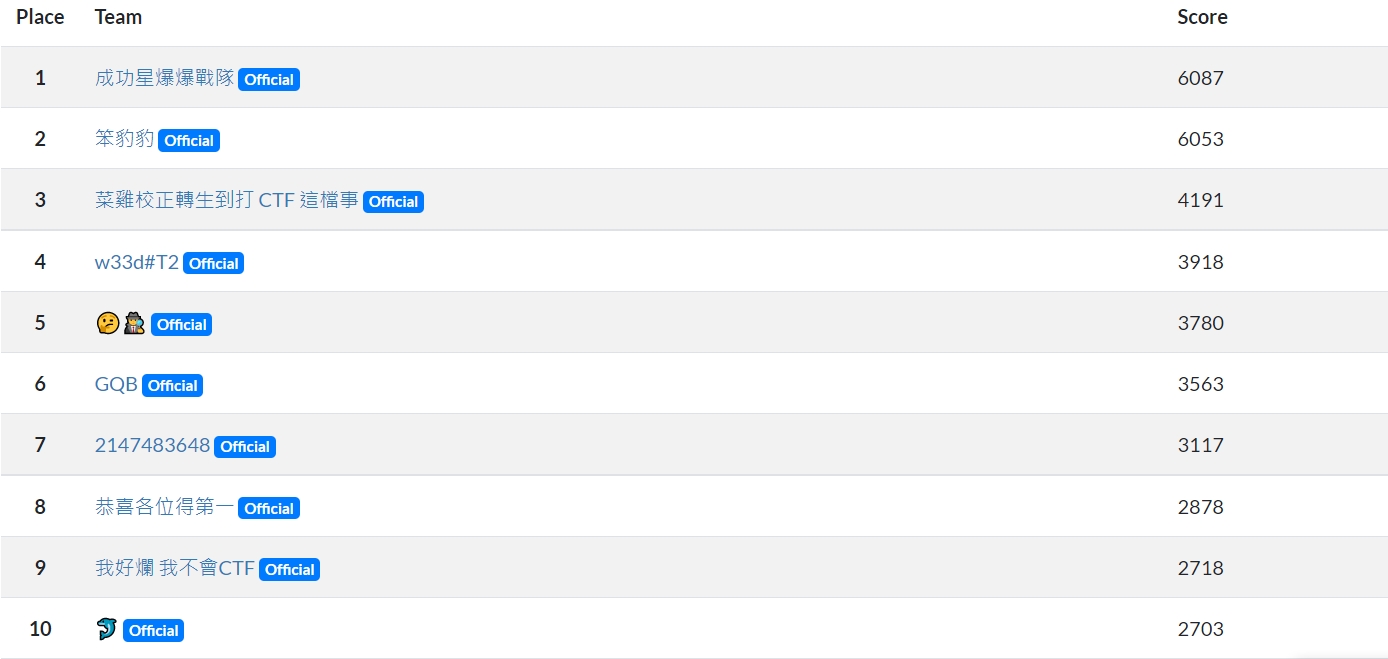 Place Team Score
1 成功星爆爆戰隊 Official 6087
2 笨豹豹 Official 6053
3 菜雞校正轉生到打 CTF 這檔事 Official 4191
4 w33d#T2 Official 3918
5 🤔🕵️ Official 3780
6 GQB Official 3563
7 2147483648 Official 3117
8 恭喜各位得第一 Official 2878
9 我好爛 我不會CTF Official 2718
10 🐬 Official 2703